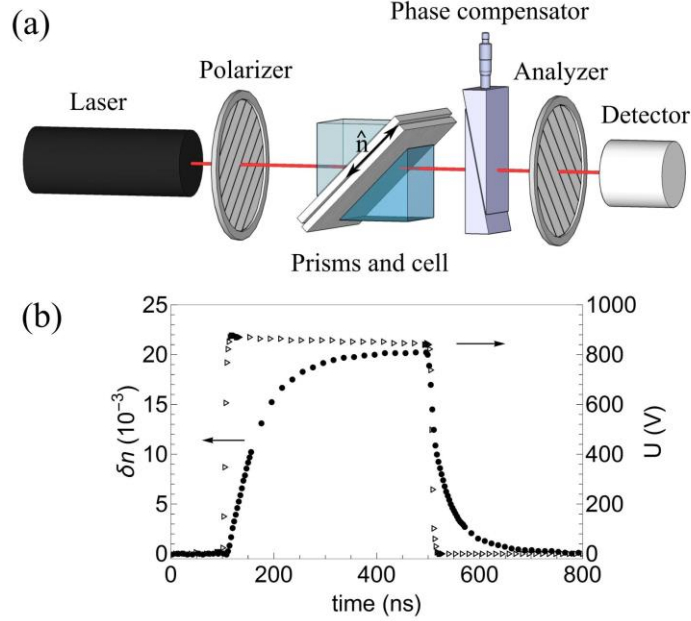 (a)
Phase compensator
Polarizer
Analyzer
Laser
Detector
n̂
Prisms and cell
(b)
25
20
15
10
5
0
δn (10⁻³)
1000
800
600
400
200
0
U (V)
0 200 400 600 800
time (ns)